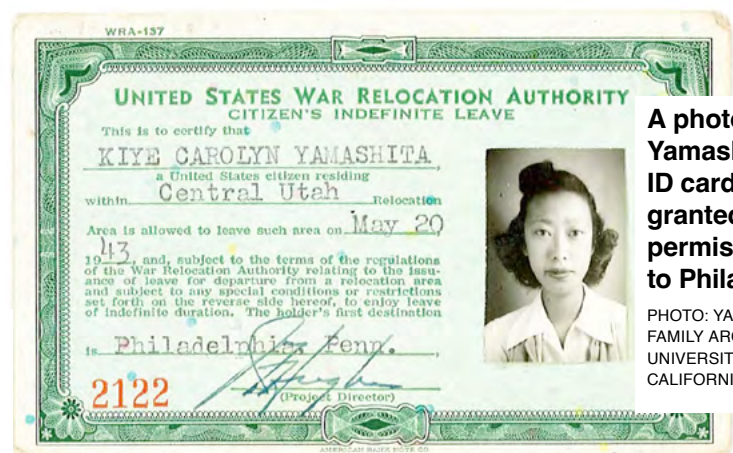 WRA-137
UNITED STATES WAR RELOCATION AUTHORITY
CITIZEN'S INDEFINITE LEAVE
This is to certify that
KIYE CAROLYN YAMASHITA,
a United States citizen residing
within Central Utah Relocation
Area is allowed to leave such area on May 20,
1943, and, subject to the terms of the regulations
of the War Relocation Authority relating to the issu-
ance of leave for departure from a relocation area
and subject to any special conditions or restrictions
set forth on the reverse side hereof, to enjoy leave
of indefinite duration. The holder's first destination
is Philadelphia, Penn.,
2122
(Project Director)
AMERICAN BANK NOTE CO.
A photo
Yamash
ID card
granted
permis
to Phila
PHOTO: YA
FAMILY AR
UNIVERSIT
CALIFORNI